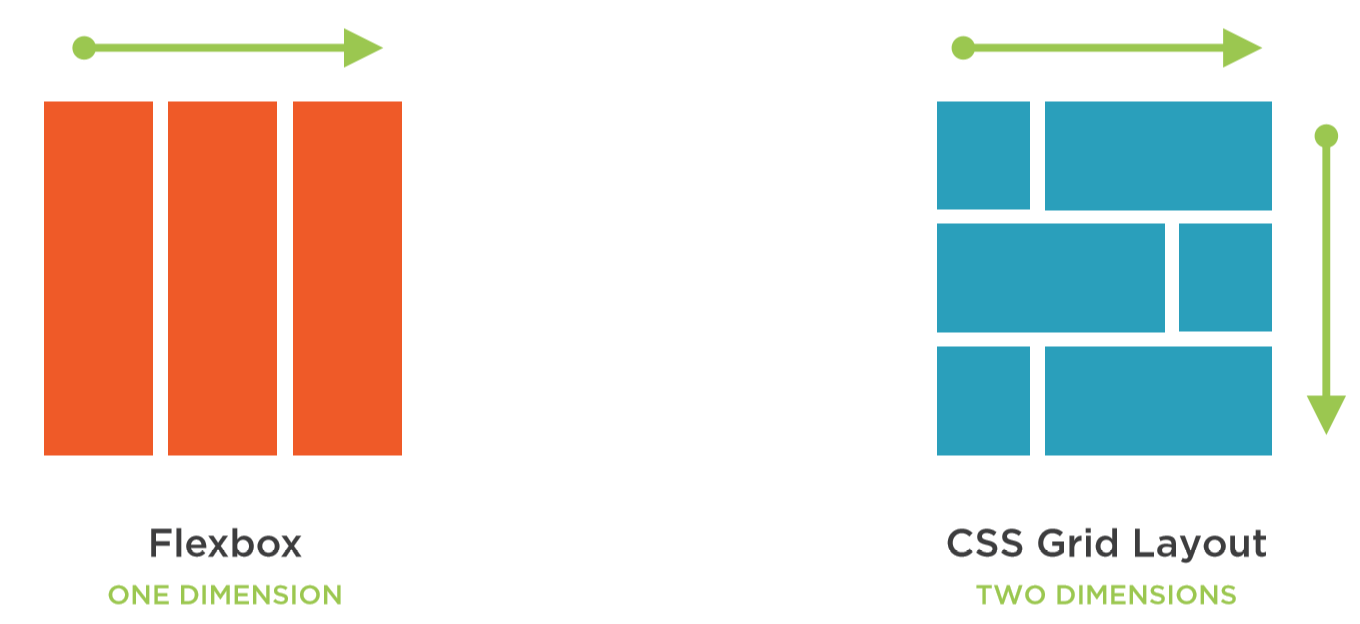 Flexbox
ONE DIMENSION
CSS Grid Layout
TWO DIMENSIONS